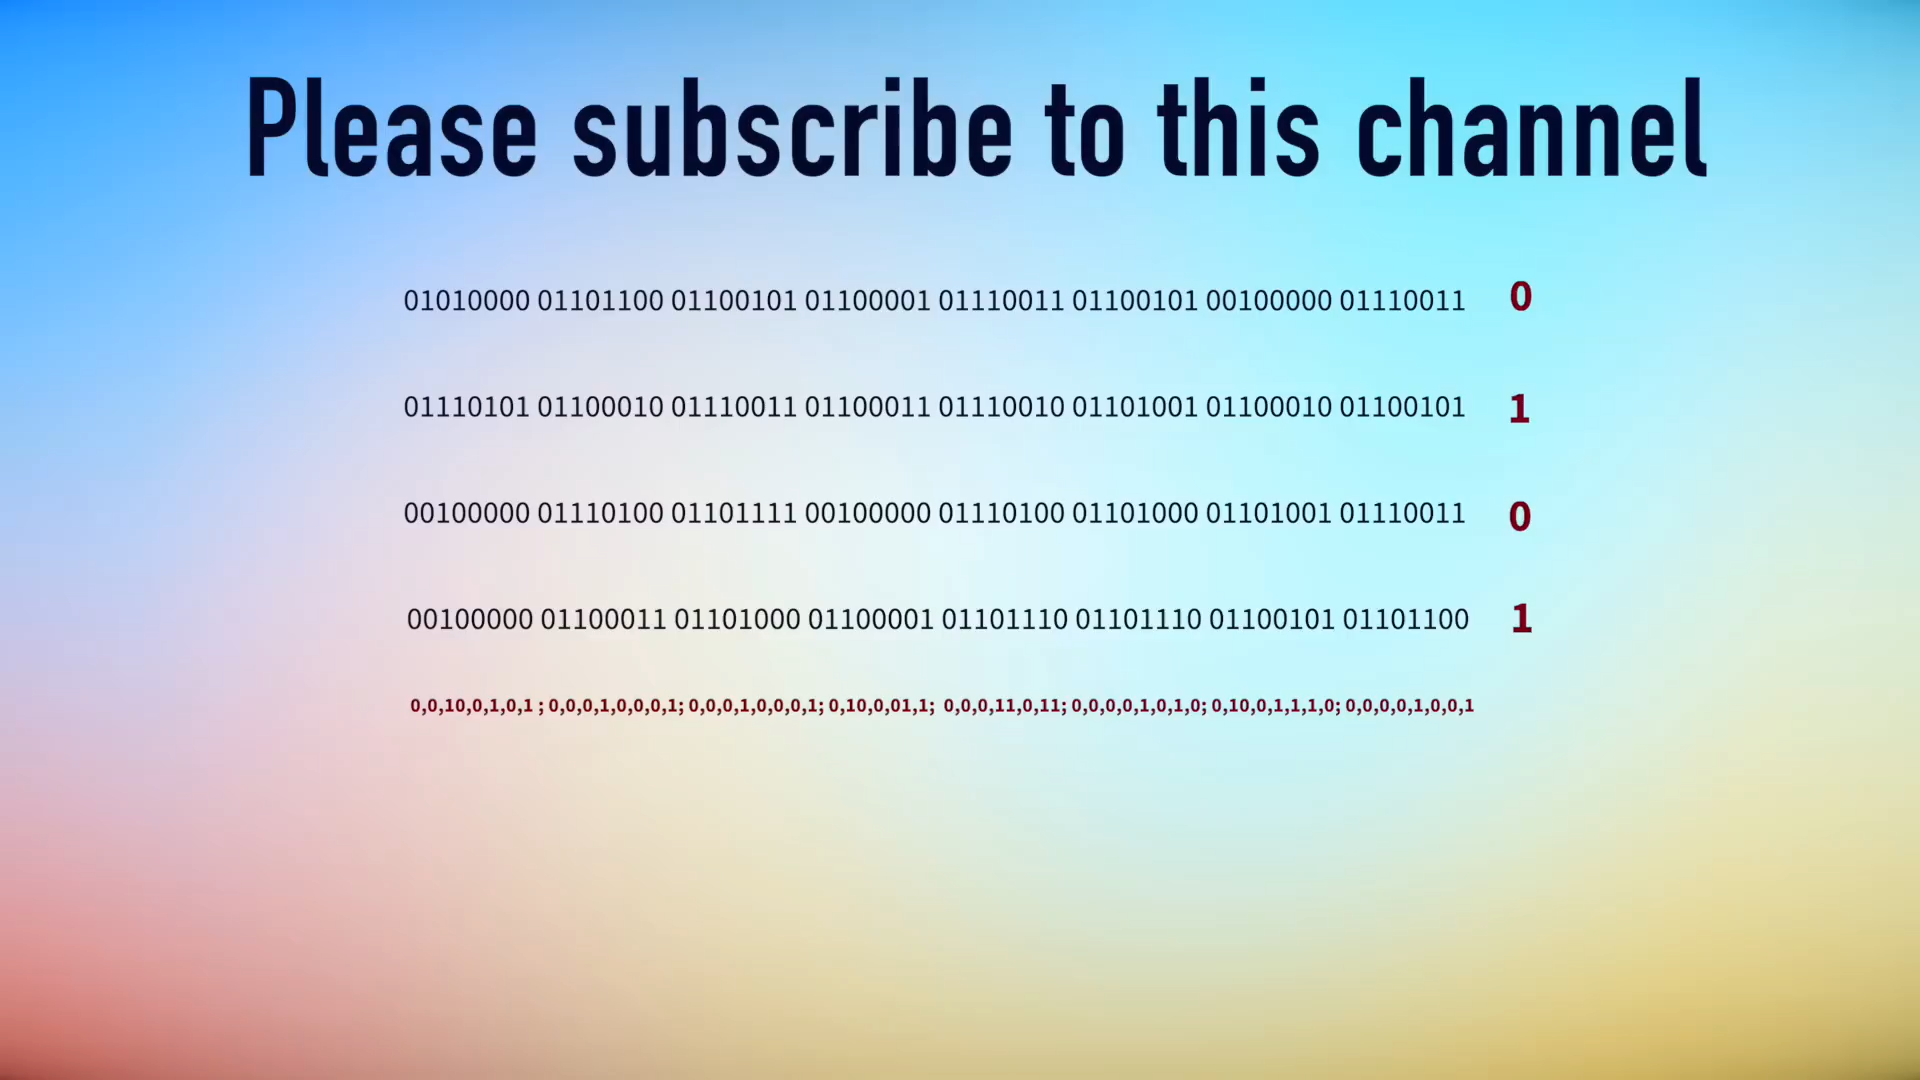 Please subscribe to this channel
01010000 01101100 01100101 01100001 01110011 01100101 00100000 01110011 0
01110101 01100010 01110011 01100011 01110010 01101001 01100010 01100101 1
00100000 01110100 01101111 00100000 01110100 01101000 01101001 01110011 0
00100000 01100011 01101000 01100001 01101110 01101110 01100101 01101100 1
0,0,10,0,1,0,1 ; 0,0,0,1,0,0,0,1; 0,0,0,1,0,0,0,1; 0,10,0,01,1; 0,0,0,11,0,11; 0,0,0,0,1,0,1,0; 0,10,0,1,1,1,0; 0,0,0,0,1,0,0,1